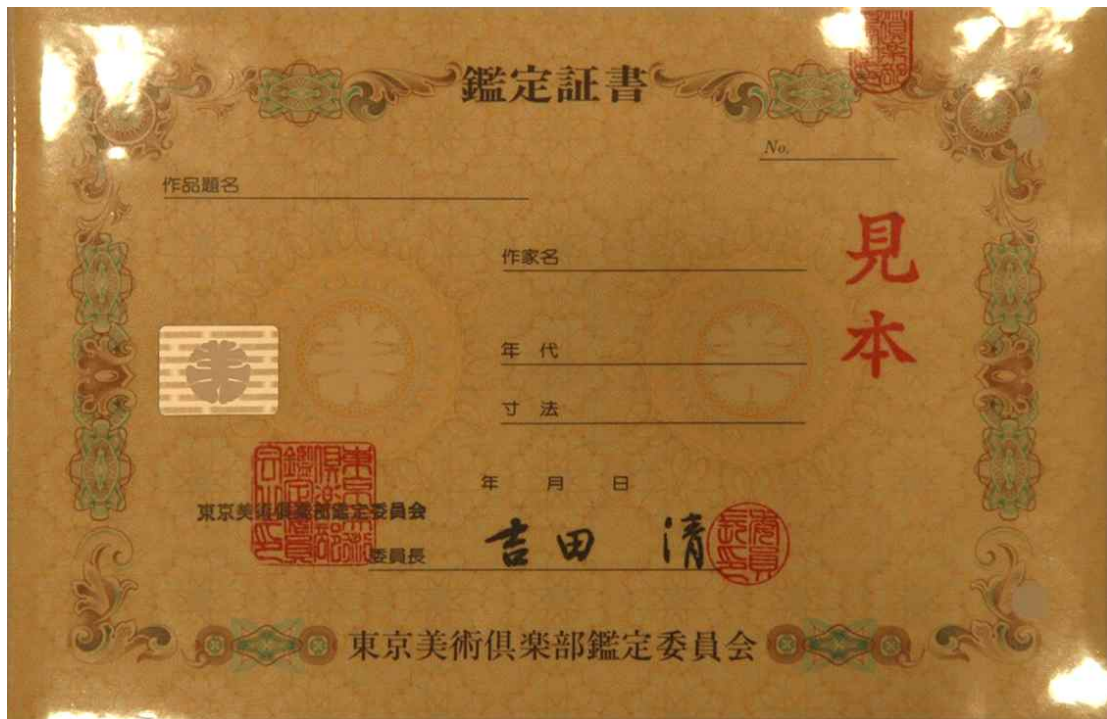 鑑定証書
No.
作品題名
見本
作家名
年 代
寸 法
年 月 日
東京美術倶楽部鑑定委員会
委員長 吉田 清
東京美術倶楽部鑑定委員会